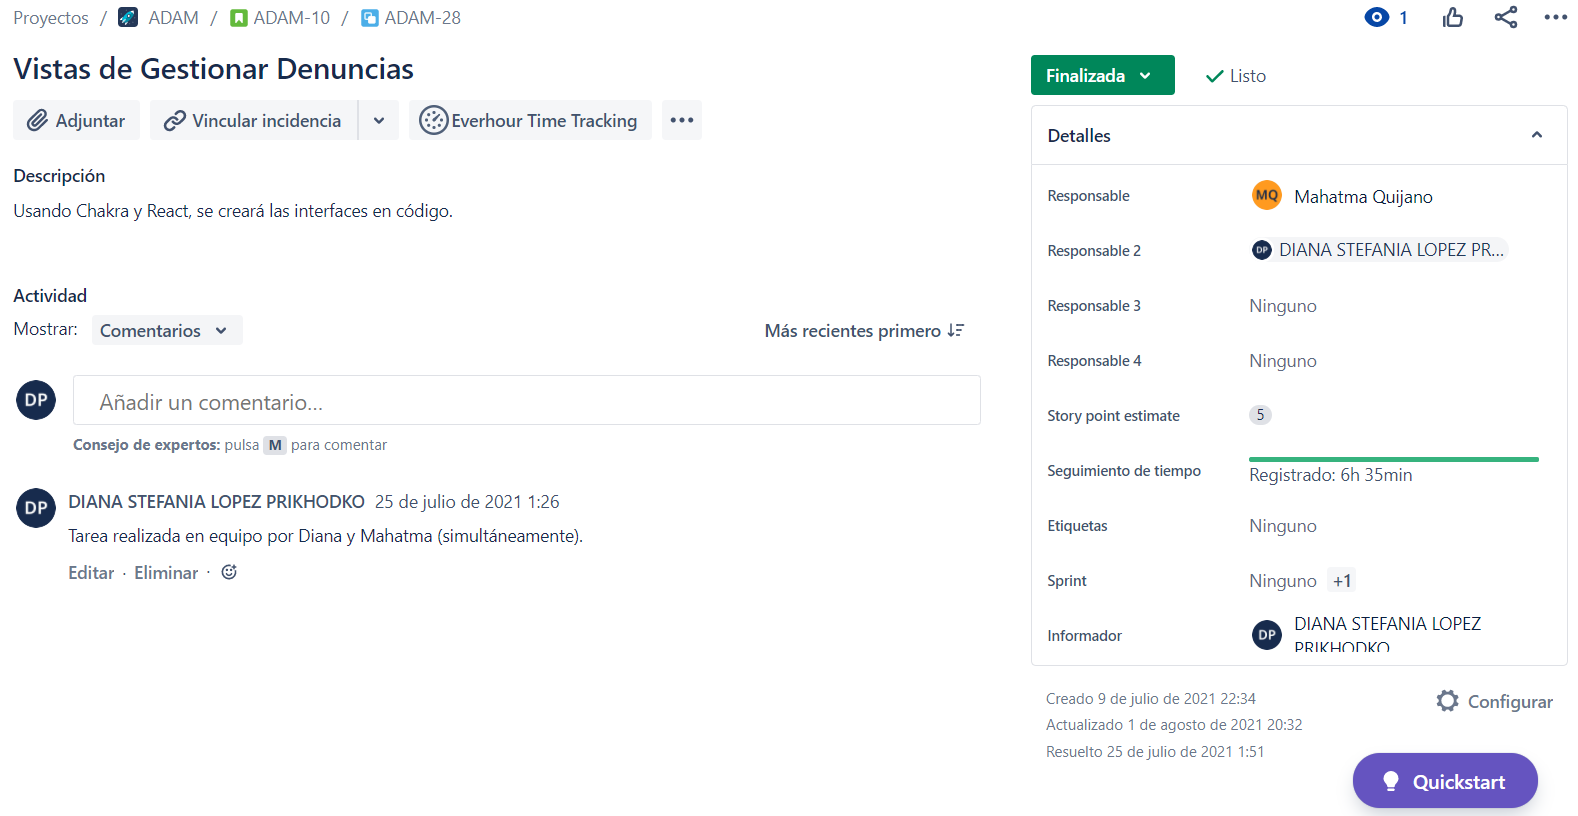 Proyectos / ADAM / ADAM-10 / ADAM-28
1
Vistas de Gestionar Denuncias
Finalizada
Listo
Adjuntar
Vincular incidencia
Everhour Time Tracking
Detalles
Descripción
Usando Chakra y React, se creará las interfaces en código.
Actividad
Mostrar: Comentarios
Más recientes primero
DP
Añadir un comentario...
Consejo de expertos: pulsa M para comentar
DP
DIANA STEFANIA LOPEZ PRIKHODKO 25 de julio de 2021 1:26
Tarea realizada en equipo por Diana y Mahatma (simultáneamente).
Editar · Eliminar ·
Responsable MQ Mahatma Quijano
Responsable 2 DP DIANA STEFANIA LOPEZ PR...
Responsable 3 Ninguno
Responsable 4 Ninguno
Story point estimate 5
Seguimiento de tiempo Registrado: 6h 35min
Etiquetas Ninguno
Sprint Ninguno +1
Informador DP DIANA STEFANIA LOPEZ
PRIKHODKO
Creado 9 de julio de 2021 22:34
Configurar
Actualizado 1 de agosto de 2021 20:32
Resuelto 25 de julio de 2021 1:51
Quickstart